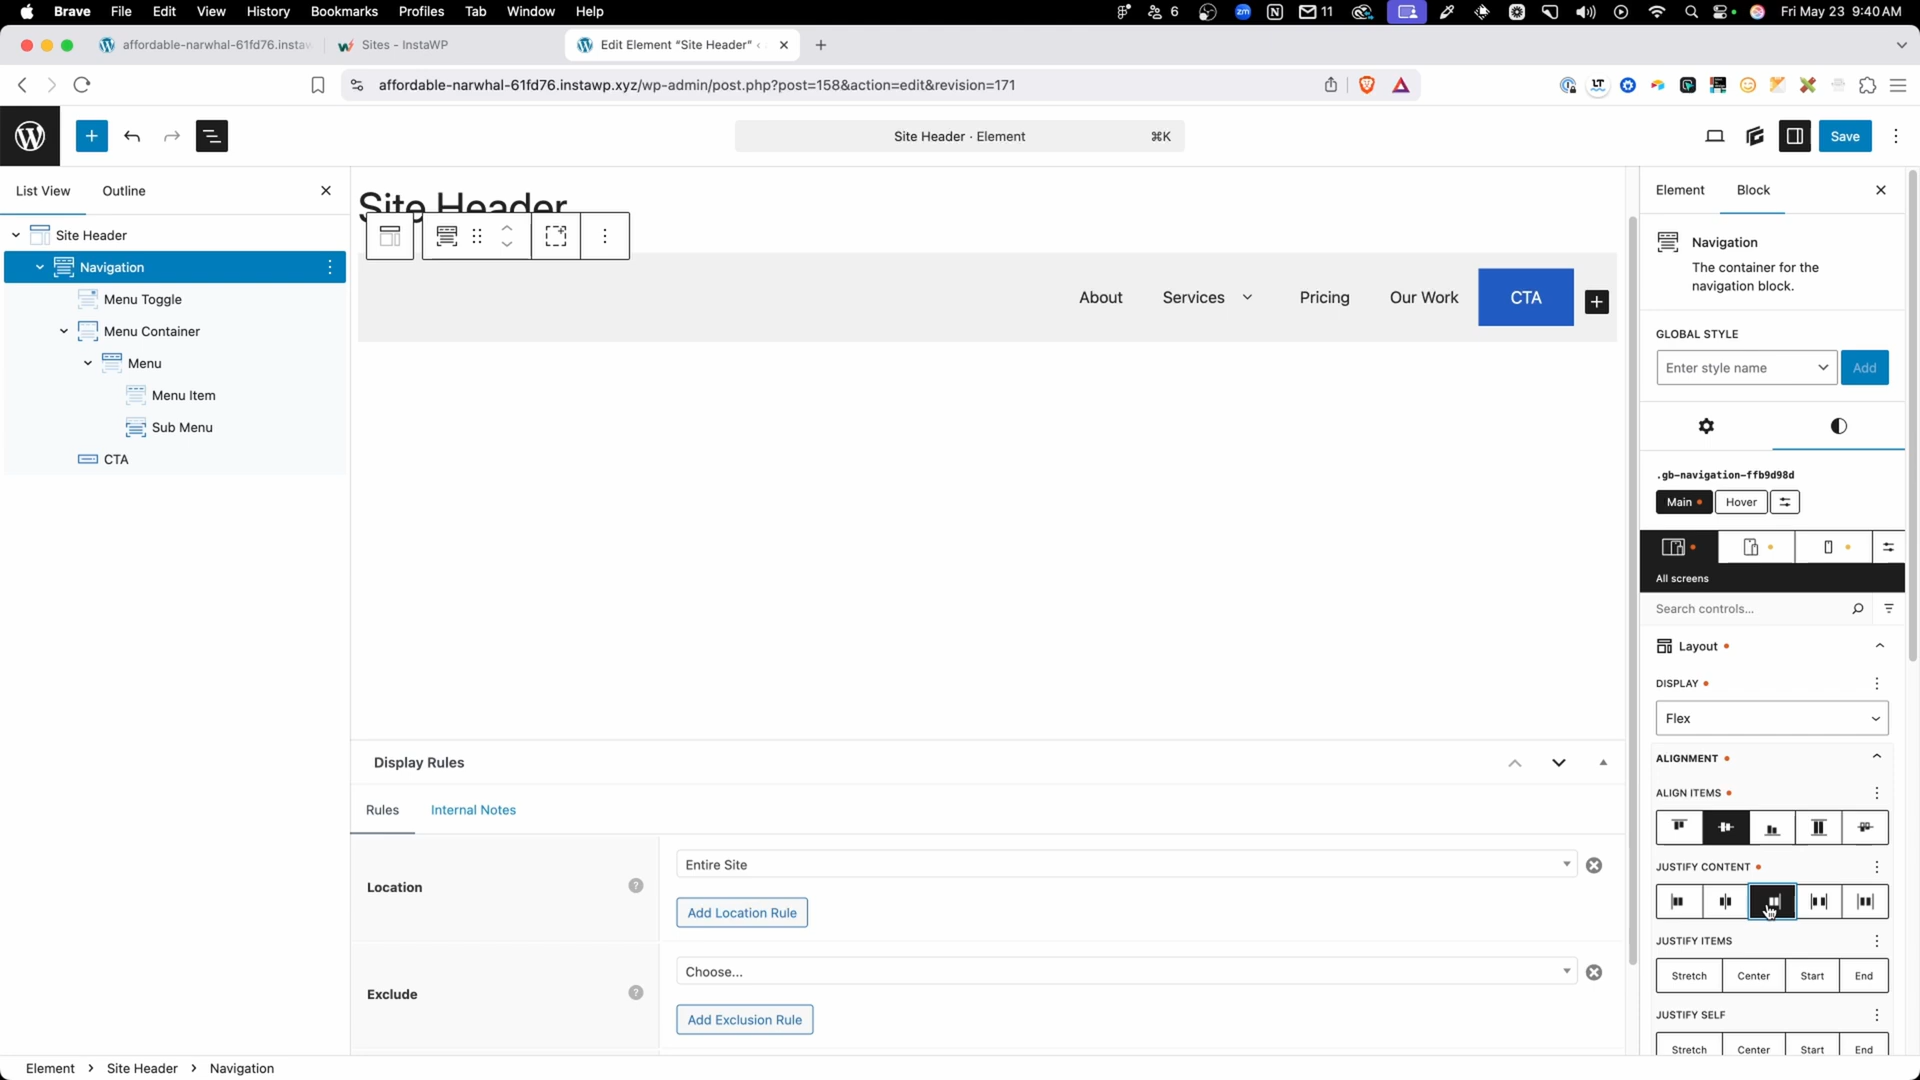 Brave File Edit View History Bookmarks Profiles Tab Window Help
6 zm 11 Fri May 23 9:40 AM
affordable-narwhal-61fd76.instaw
Sites - InstaWP
Edit Element "Site Header" ‹
affordable-narwhal-61fd76.instawp.xyz/wp-admin/post.php?post=158&action=edit&revision=171
Site Header · Element ⌘K
Save
List View Outline
Site Header
Navigation
Menu Toggle
Menu Container
Menu
Menu Item
Sub Menu
CTA
Site Header
About Services Pricing Our Work CTA
Display Rules
Rules Internal Notes
Location
Entire Site
Add Location Rule
Exclude
Choose...
Add Exclusion Rule
Element Block
Navigation
The container for the
navigation block.
GLOBAL STYLE
Enter style name Add
.gb-navigation-ffb9d98d
Main Hover
All screens
Search controls...
Layout
DISPLAY
Flex
ALIGNMENT
ALIGN ITEMS
JUSTIFY CONTENT
JUSTIFY ITEMS
Stretch Center Start End
JUSTIFY SELF
Stretch Center Start End
Element › Site Header › Navigation